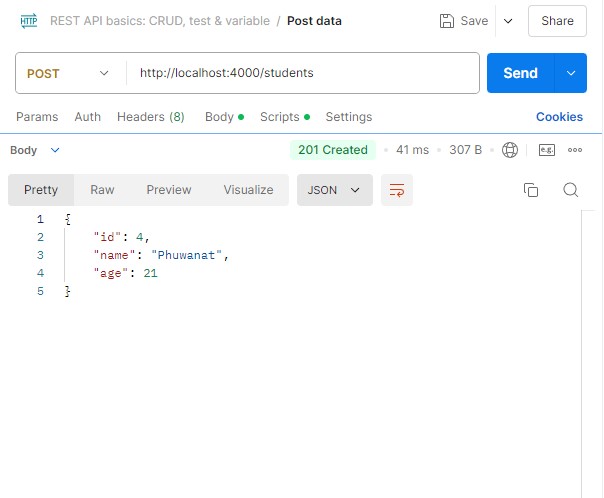 HTTP REST API basics: CRUD, test & variable / Post data Save Share
POST http://localhost:4000/students Send
Params Auth Headers (8) Body Scripts Settings Cookies
Body 201 Created 41 ms 307 B e.g.
Pretty Raw Preview Visualize JSON
1 {
2 "id": 4,
3 "name": "Phuwanat",
4 "age": 21
5 }